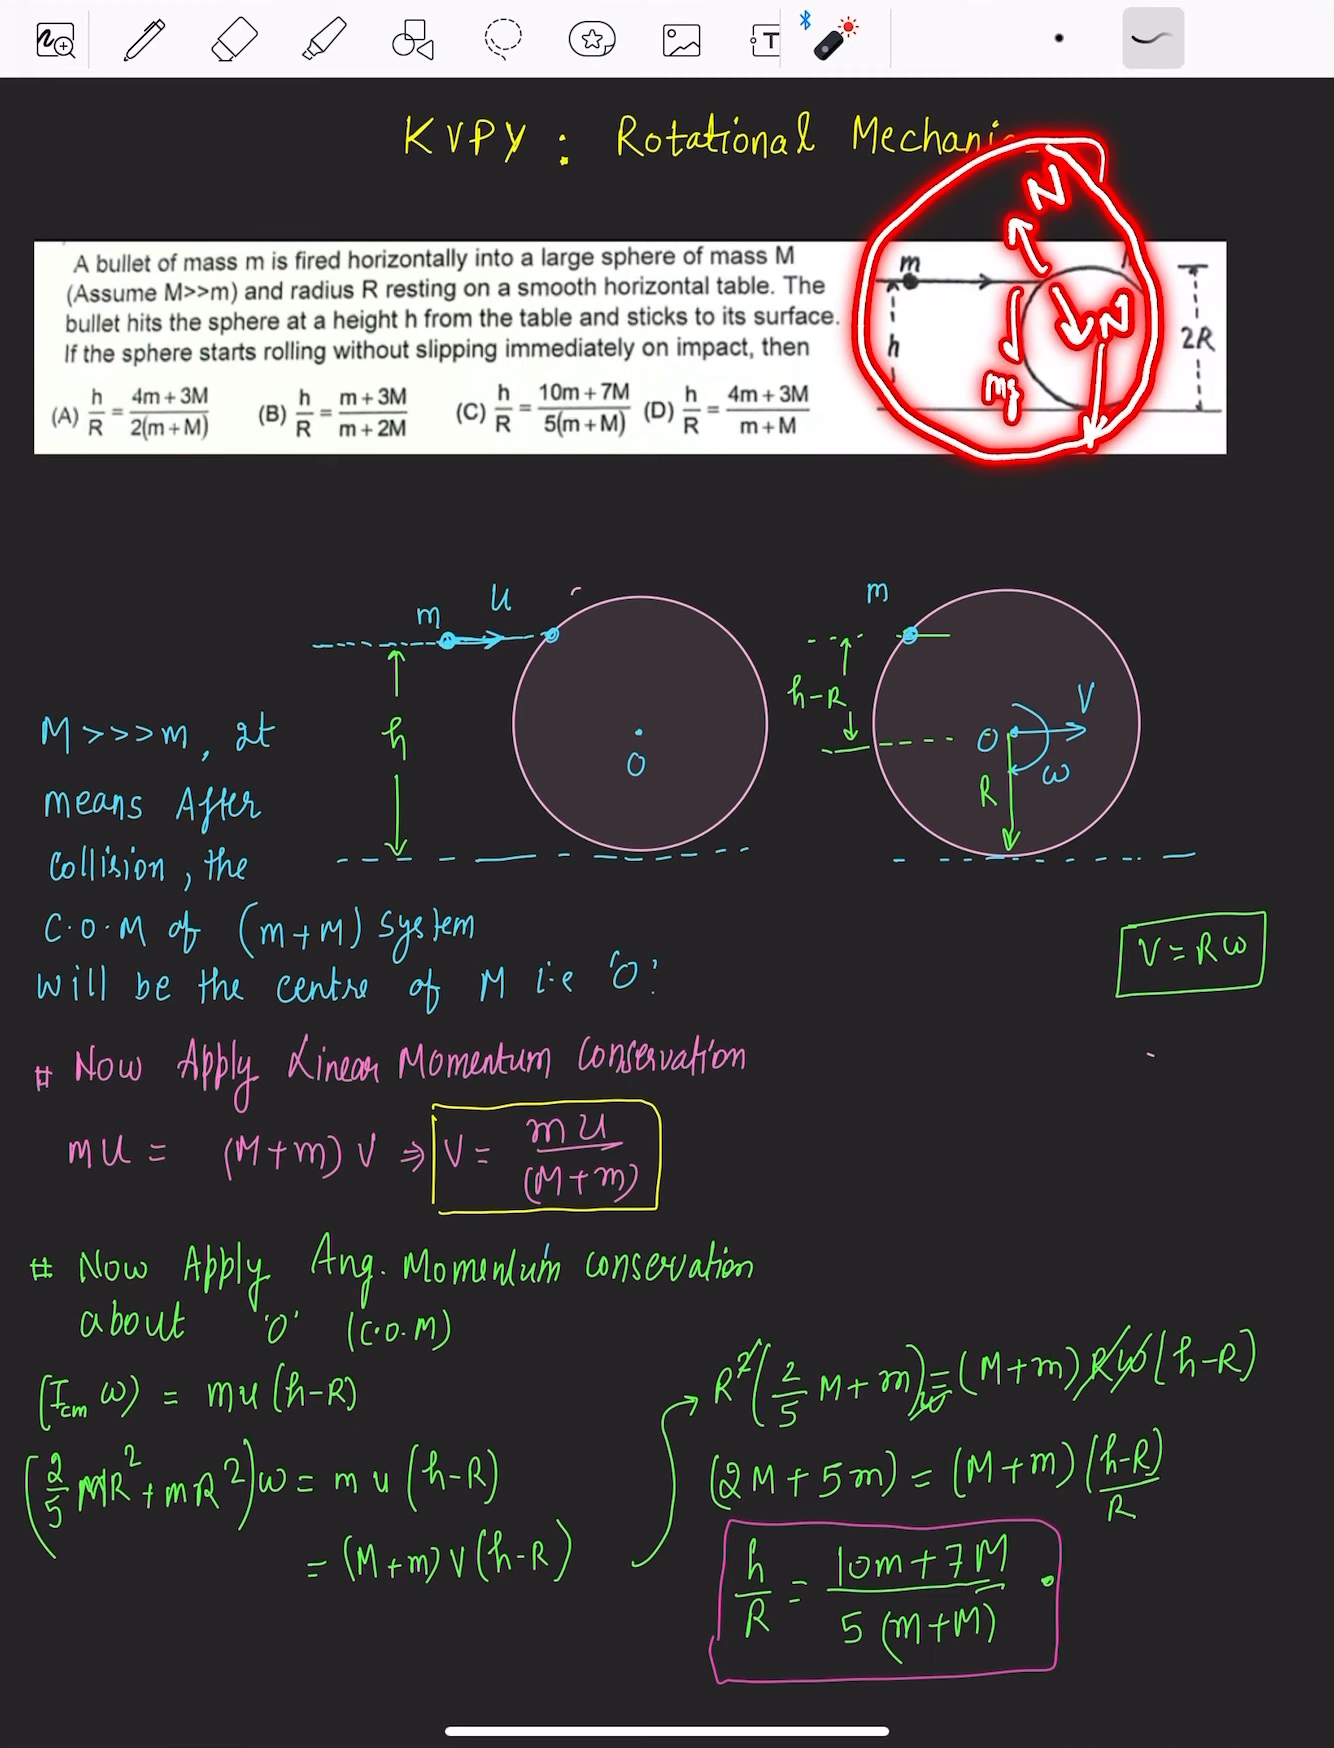 T
KVPY : Rotational Mechani
A bullet of mass m is fired horizontally into a large sphere of mass M
(Assume M>>m) and radius R resting on a smooth horizontal table. The
bullet hits the sphere at a height h from the table and sticks to its surface.
If the sphere starts rolling without slipping immediately on impact, then
(A) h/R = 4m + 3M / 2(m + M) (B) h/R = m + 3M / m + 2M (C) h/R = 10m + 7M / 5(m + M) (D) h/R = 4m + 3M / m + M
N
m
N
h
mg
2R
m u
m
h
h-R
O
O V
R ω
M >>>m, It
means After
Collision, the
C.O.M of (m+M) system
will be the centre of M i.e 'O'.
V = Rω
# Now Apply Linear Momentum Conservation
mu = (M+m) V ⇒ V = mu / (M+m)
# Now Apply Ang. Momentum conservation
about 'O' (C.O.M)
(Icm ω) = mu (h-R)
(2/5 MR² + mR²)ω = mu (h-R)
= (M+m) V (h-R)
R²(2/5 M + m)ω = (M+m) Rω (h-R)
(2M + 5m) = (M+m) (h-R)/R
h/R = 10m + 7M / 5 (m+M)